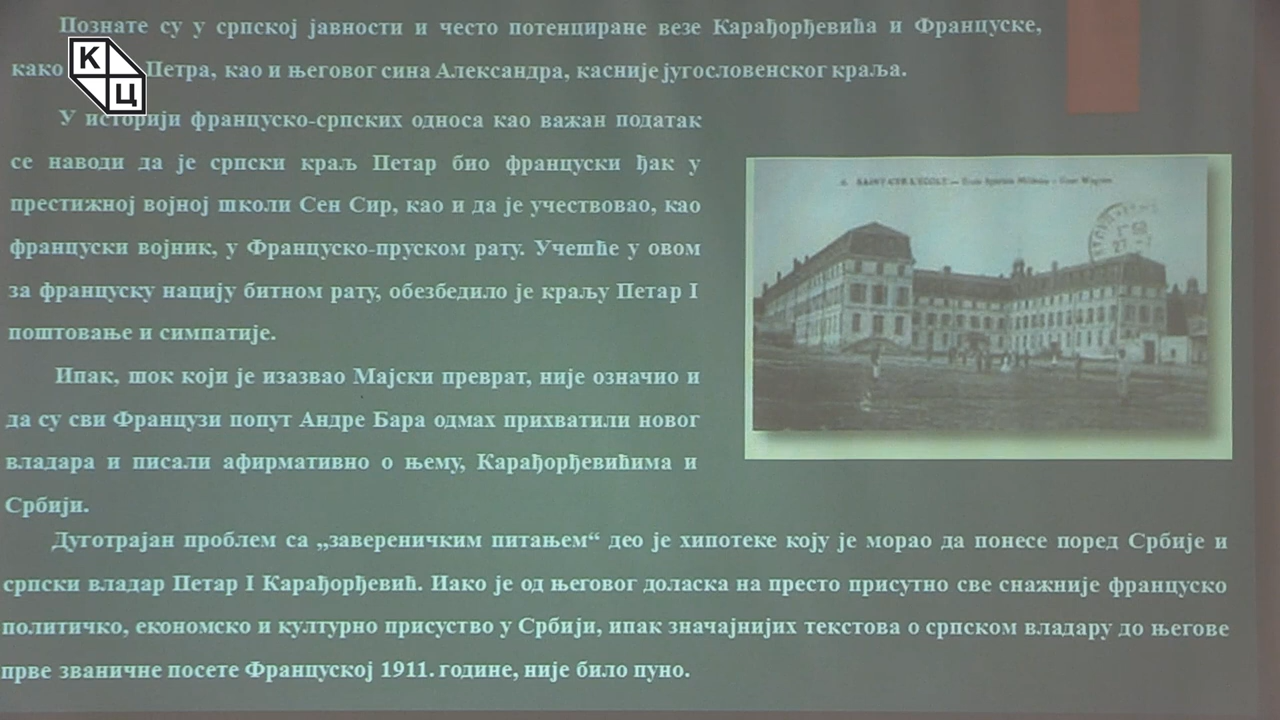 Познате су у српској јавности и често потенциране везе Карађорђевића и Француске,
како Петра, као и његовог сина Александра, касније југословенског краља.
К
Ц
У историји француско-српских односа као важан податак
се наводи да је српски краљ Петар био француски ђак у
престижној војној школи Сен Сир, као и да је учествовао, као
француски војник, у Француско-пруском рату. Учешће у овом
за француску нацију битном рату, обезбедило је краљу Петар I
поштовање и симпатије.
Ипак, шок који је изазвао Мајски преврат, није означио и
да су сви Французи попут Андре Бара одмах прихватили новог
владара и писали афирмативно о њему, Карађорђевићима и
Србији.
SAINT-CYR-L'ECOLE
Дуготрајан проблем са „завереничким питањем“ део је хипотеке коју је морао да понесе поред Србије и
српски владар Петар I Карађорђевић. Иако је од његовог доласка на престо присутно све снажније француско
политичко, економско и културно присуство у Србији, ипак значајнијих текстова о српском владару до његове
прве званичне посете Француској 1911. године, није било пуно.